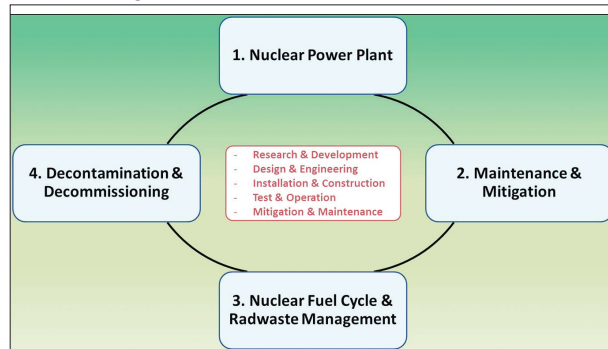 1. Nuclear Power Plant
4. Decontamination &
Decommissioning
- Research & Development
- Design & Engineering
- Installation & Construction
- Test & Operation
- Mitigation & Maintenance
2. Maintenance &
Mitigation
3. Nuclear Fuel Cycle &
Radwaste Management